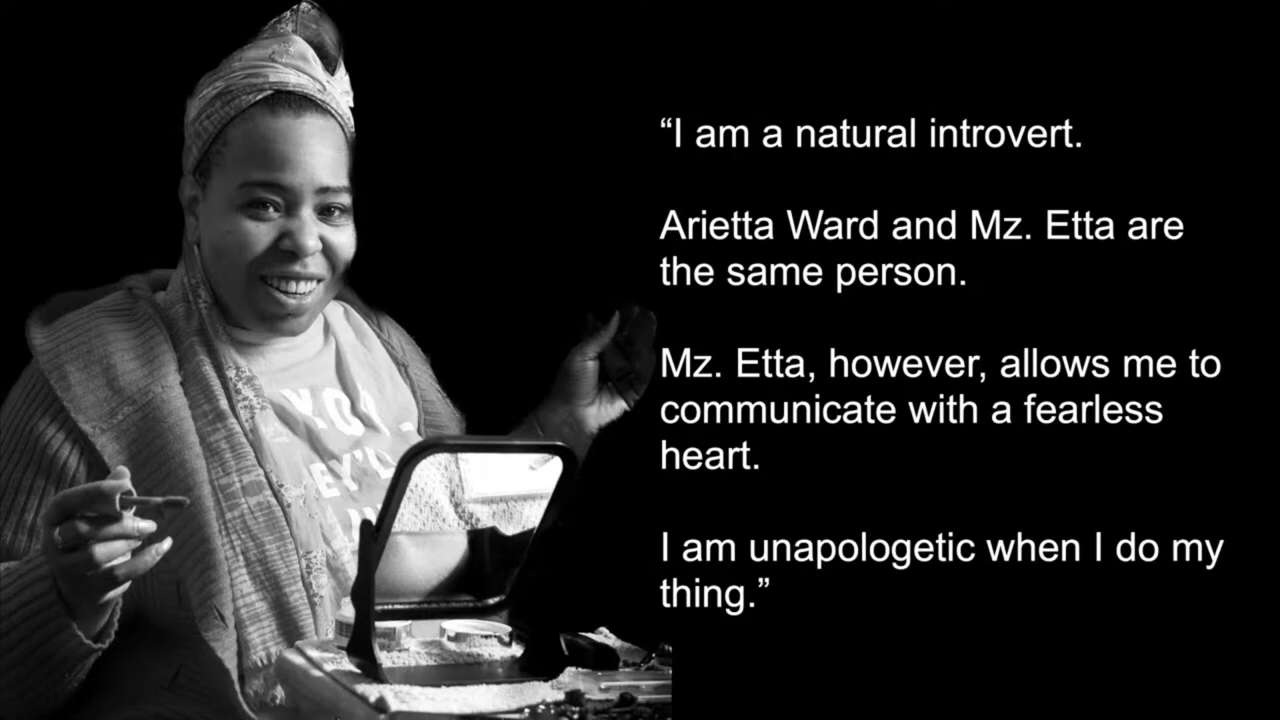 “I am a natural introvert.
Arietta Ward and Mz. Etta are
the same person.
Mz. Etta, however, allows me to
communicate with a fearless
heart.
I am unapologetic when I do my
thing.”
YOU